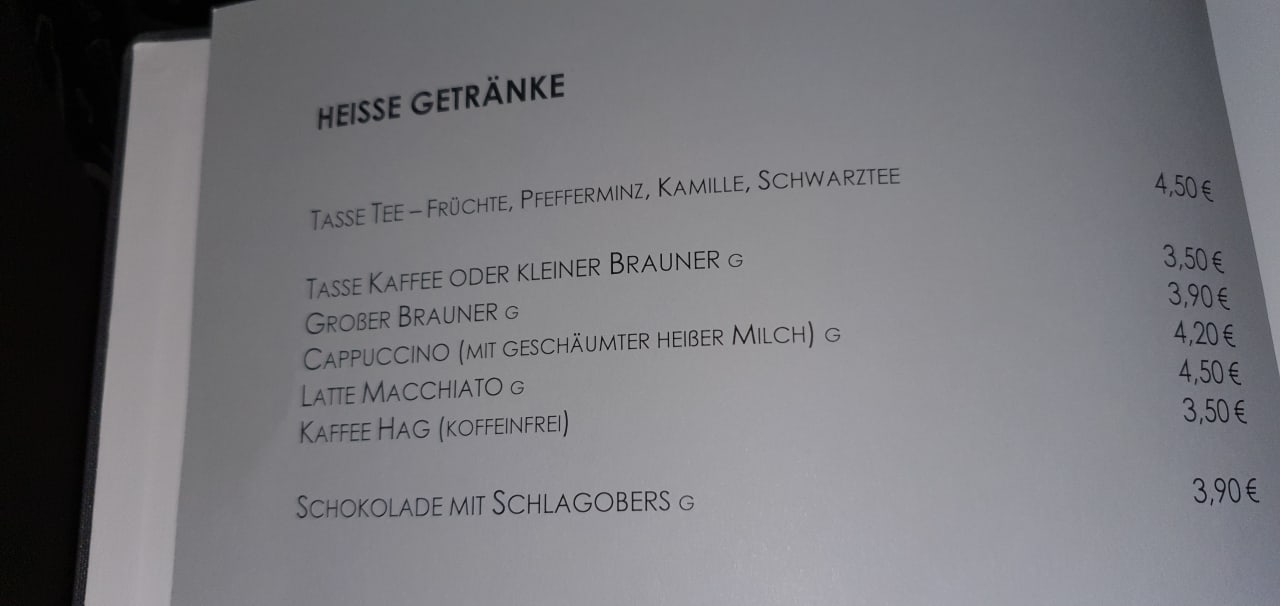 HEISSE GETRÄNKE
TASSE TEE – FRÜCHTE, PFEFFERMINZ, KAMILLE, SCHWARZTEE 4,50 €
TASSE KAFFEE ODER KLEINER BRAUNER G 3,50 €
GROßER BRAUNER G 3,90 €
CAPPUCCINO (MIT GESCHÄUMTER HEIßER MILCH) G 4,20 €
LATTE MACCHIATO G 4,50 €
KAFFEE HAG (KOFFEINFREI) 3,50 €
SCHOKOLADE MIT SCHLAGOBERS G 3,90 €